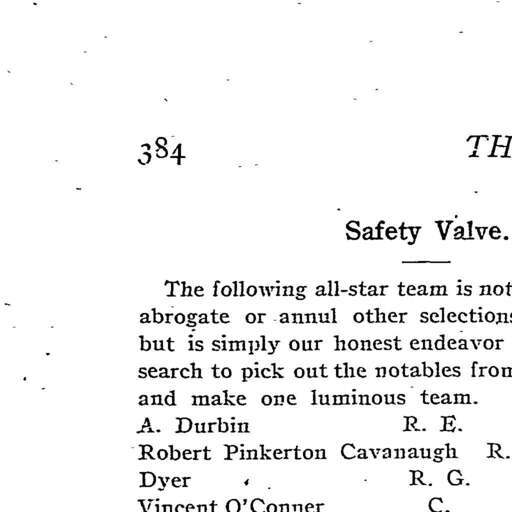 384 TH
Safety Valve.
The following all-star team is not
abrogate or annul other selections
but is simply our honest endeavor
search to pick out the notables from
and make one luminous team.
A. Durbin R. E.
Robert Pinkerton Cavanaugh R.
Dyer R. G.
Vincent O'Conner C.